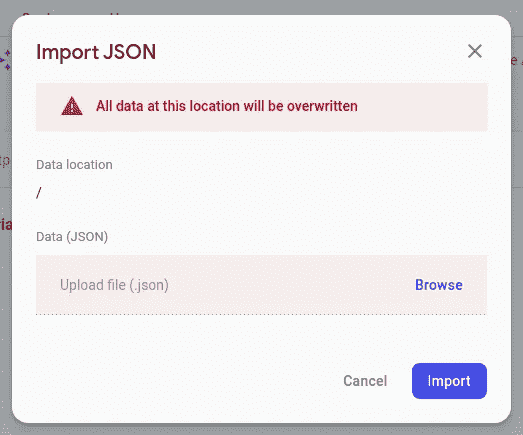 Import JSON
All data at this location will be overwritten
Data location
/
Data (JSON)
Upload file (.json)
Browse
Cancel
Import